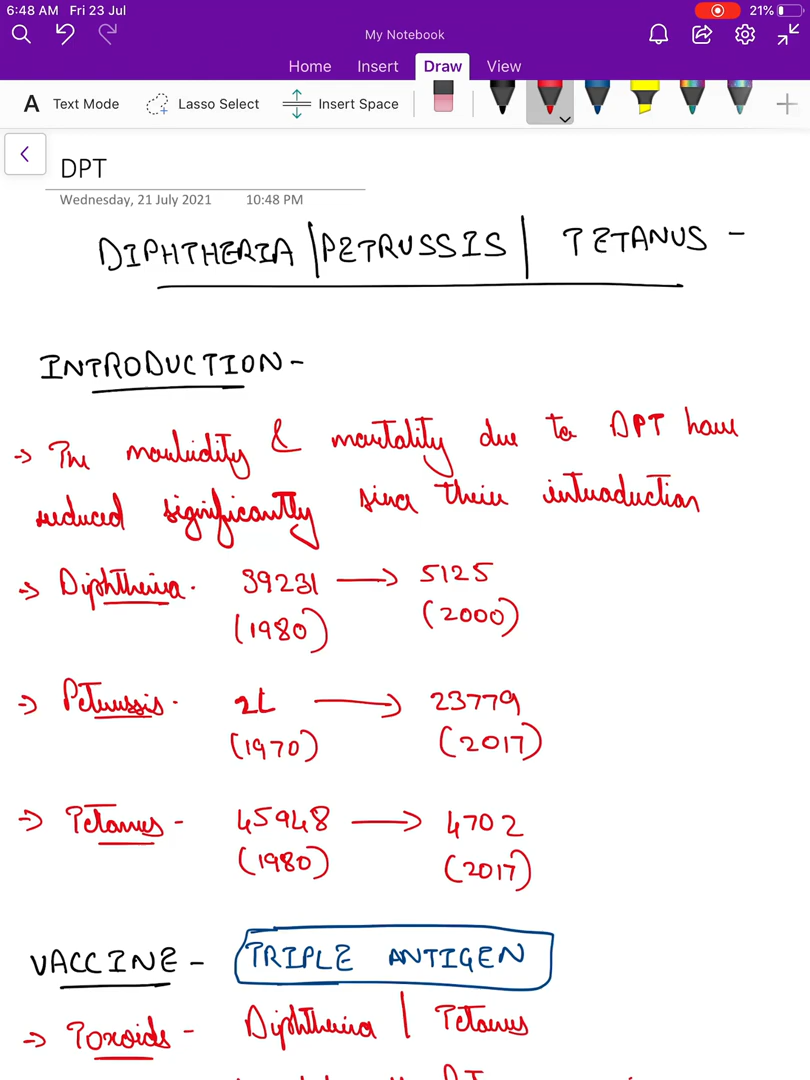 6:48 AM Fri 23 Jul 21%
My Notebook
Home Insert Draw View
A Text Mode Lasso Select Insert Space
DPT
Wednesday, 21 July 2021 10:48 PM
DIPHTHERIA | PETRUSSIS | TETANUS -
INTRODUCTION -
→ The morbidity & mortality due to DPT have
reduced significantly since their introduction
→ Diphtheria. 39231 → 5125
(1980) (2000)
→ Petrussis. 2L → 23779
(1970) (2017)
→ Tetanus - 45948 → 4702
(1980) (2017)
VACCINE - TRIPLE ANTIGEN
→ Toxoids - Diphtheria | Tetanus